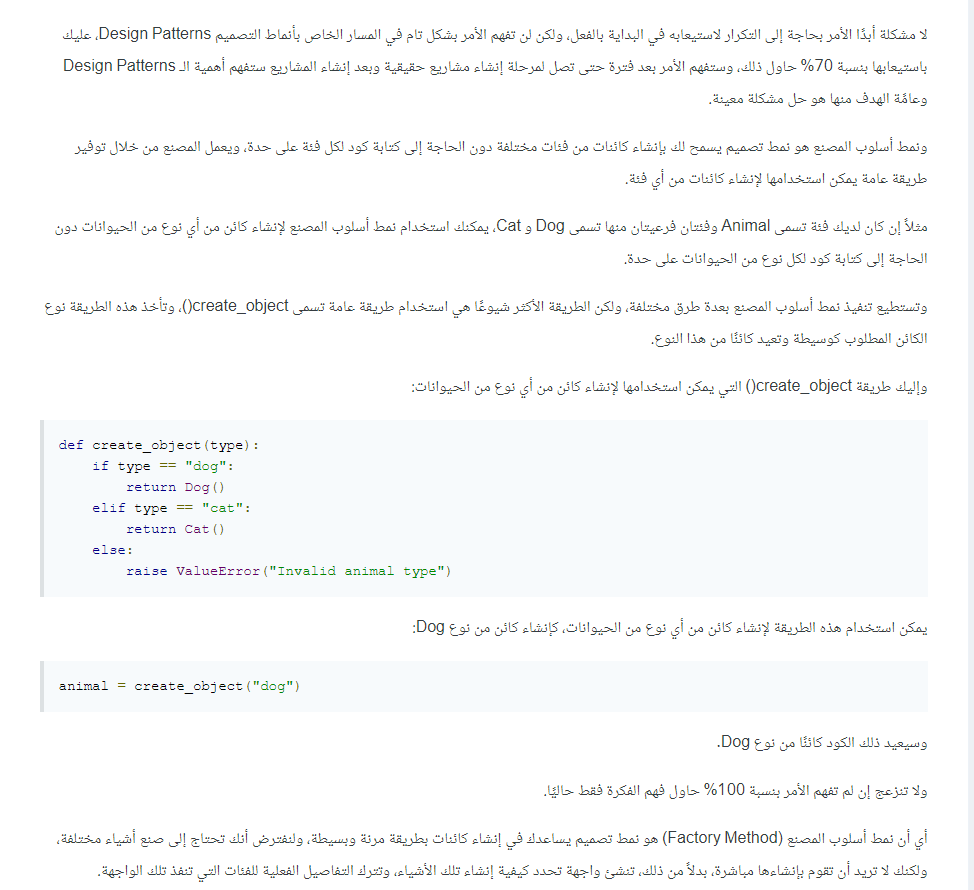 لا مشكلة أبدًا الأمر بحاجة إلى التكرار لاستيعابه في البداية بالفعل، ولكن لن تفهم الأمر بشكل تام في المسار الخاص بأنماط التصميم Design Patterns، عليك
باستيعابها بنسبة 70% حاول ذلك، وستفهم الأمر بعد فترة حتى تصل لمرحلة إنشاء مشاريع حقيقية وبعد إنشاء المشاريع ستفهم أهمية الـ Design Patterns
وعامًة الهدف منها هو حل مشكلة معينة.
ونمط أسلوب المصنع هو نمط تصميم يسمح لك بإنشاء كائنات من فئات مختلفة دون الحاجة إلى كتابة كود لكل فئة على حدة، ويعمل المصنع من خلال توفير
طريقة عامة يمكن استخدامها لإنشاء كائنات من أي فئة.
مثلاً إن كان لديك فئة تسمى Animal وفئتان فرعيتان منها تسمى Dog و Cat، يمكنك استخدام نمط أسلوب المصنع لإنشاء كائن من أي نوع من الحيوانات دون
الحاجة إلى كتابة كود لكل نوع من الحيوانات على حدة.
وتستطيع تنفيذ نمط أسلوب المصنع بعدة طرق مختلفة، ولكن الطريقة الأكثر شيوعًا هي استخدام طريقة عامة تسمى create_object()، وتأخذ هذه الطريقة نوع
الكائن المطلوب كوسيطة وتعيد كائنًا من هذا النوع.
وإليك طريقة create_object() التي يمكن استخدامها لإنشاء كائن من أي نوع من الحيوانات:
def create_object(type):
    if type == "dog":
        return Dog()
    elif type == "cat":
        return Cat()
    else:
        raise ValueError("Invalid animal type")
يمكن استخدام هذه الطريقة لإنشاء كائن من أي نوع من الحيوانات، كإنشاء كائن من نوع Dog:
animal = create_object("dog")
وسيعيد ذلك الكود كائنًا من نوع Dog.
ولا تنزعج إن لم تفهم الأمر بنسبة 100% حاول فهم الفكرة فقط حاليًا.
أي أن نمط أسلوب المصنع (Factory Method) هو نمط تصميم يساعدك في إنشاء كائنات بطريقة مرنة وبسيطة، ولنفترض أنك تحتاج إلى صنع أشياء مختلفة،
ولكنك لا تريد أن تقوم بإنشاءها مباشرة، بدلاً من ذلك، تنشئ واجهة تحدد كيفية إنشاء تلك الأشياء، وتترك التفاصيل الفعلية للفئات التي تنفذ تلك الواجهة.